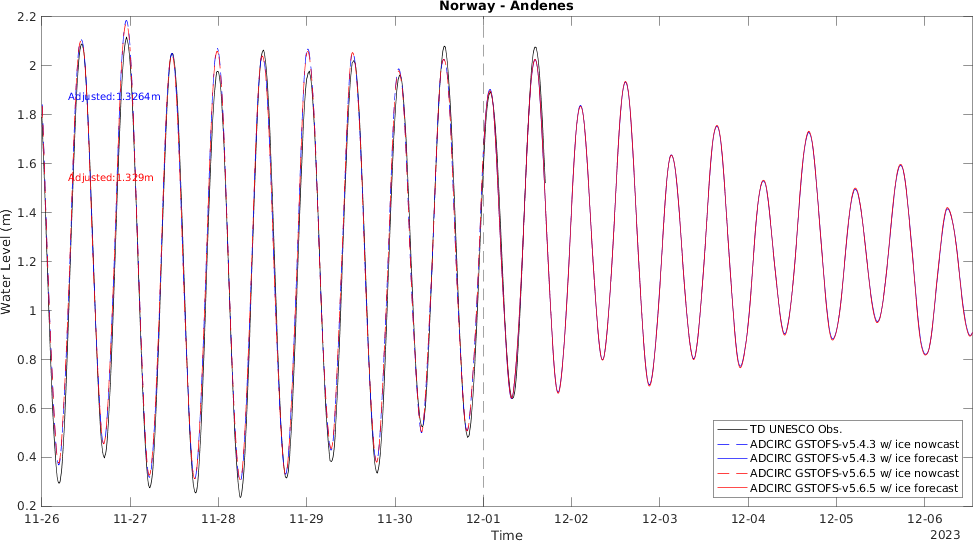 Norway - Andenes
2.2
2
1.8
1.6
1.4
1.2
1
0.8
0.6
0.4
0.2
Water Level (m)
Adjusted:1.3264m
Adjusted:1.329m
TD UNESCO Obs.
ADCIRC GSTOFS-v5.4.3 w/ ice nowcast
ADCIRC GSTOFS-v5.4.3 w/ ice forecast
ADCIRC GSTOFS-v5.6.5 w/ ice nowcast
ADCIRC GSTOFS-v5.6.5 w/ ice forecast
11-26 11-27 11-28 11-29 11-30 12-01 12-02 12-03 12-04 12-05 12-06
Time
2023